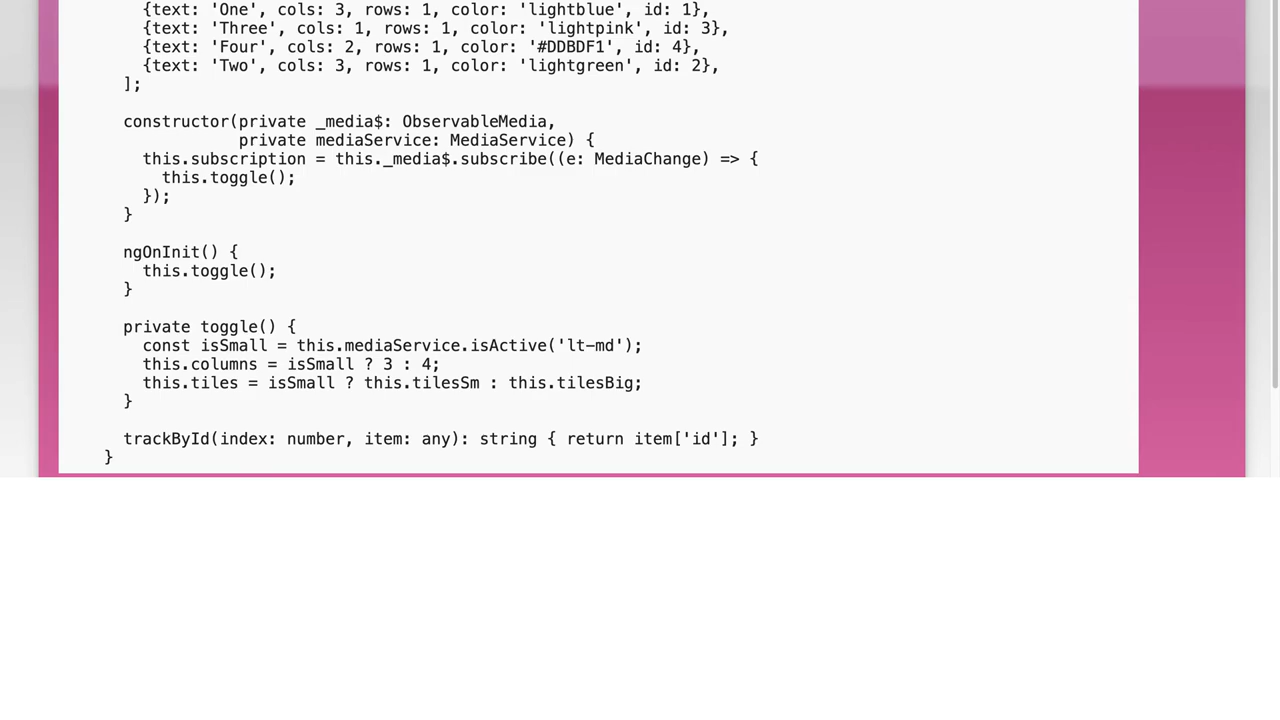 {text: 'One', cols: 3, rows: 1, color: 'lightblue', id: 1},
{text: 'Three', cols: 1, rows: 1, color: 'lightpink', id: 3},
{text: 'Four', cols: 2, rows: 1, color: '#DDBDF1', id: 4},
{text: 'Two', cols: 3, rows: 1, color: 'lightgreen', id: 2},
];
constructor(private _media$: ObservableMedia,
private mediaService: MediaService) {
this.subscription = this._media$.subscribe((e: MediaChange) => {
this.toggle();
});
}
ngOnInit() {
this.toggle();
}
private toggle() {
const isSmall = this.mediaService.isActive('lt-md');
this.columns = isSmall ? 3 : 4;
this.tiles = isSmall ? this.tilesSm : this.tilesBig;
}
trackById(index: number, item: any): string { return item['id']; }
}